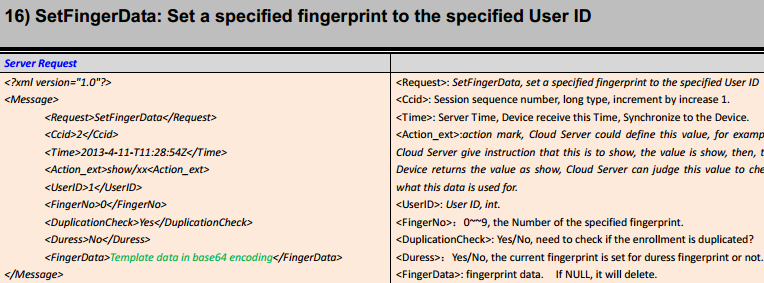 16) SetFingerData: Set a specified fingerprint to the specified User ID
Server Request
<?xml version="1.0"?>
<Message>
<Request>SetFingerData</Request>
<Ccid>2</Ccid>
<Time>2013-4-11-T11:28:54Z</Time>
<Action_ext>show/xx<Action_ext>
<UserID>1</UserID>
<FingerNo>0</FingerNo>
<DuplicationCheck>Yes</DuplicationCheck>
<Duress>No</Duress>
<FingerData>Template data in base64 encoding</FingerData>
</Message>
<Request>: SetFingerData, set a specified fingerprint to the specified User ID
<Ccid>: Session sequence number, long type, increment by increase 1.
<Time>: Server Time, Device receive this Time, Synchronize to the Device.
<Action_ext>:action mark, Cloud Server could define this value, for examp
Cloud Server give instruction that this is to show, the value is show, then, t
Device returns the value as show, Cloud Server can judge this value to che
what this data is used for.
<UserID>: User ID, int.
<FingerNo>: 0~~9, the Number of the specified fingerprint.
<DuplicationCheck>: Yes/No, need to check if the enrollment is duplicated?
<Duress>: Yes/No, the current fingerprint is set for duress fingerprint or not.
<FingerData>: fingerprint data. If NULL, it will delete.